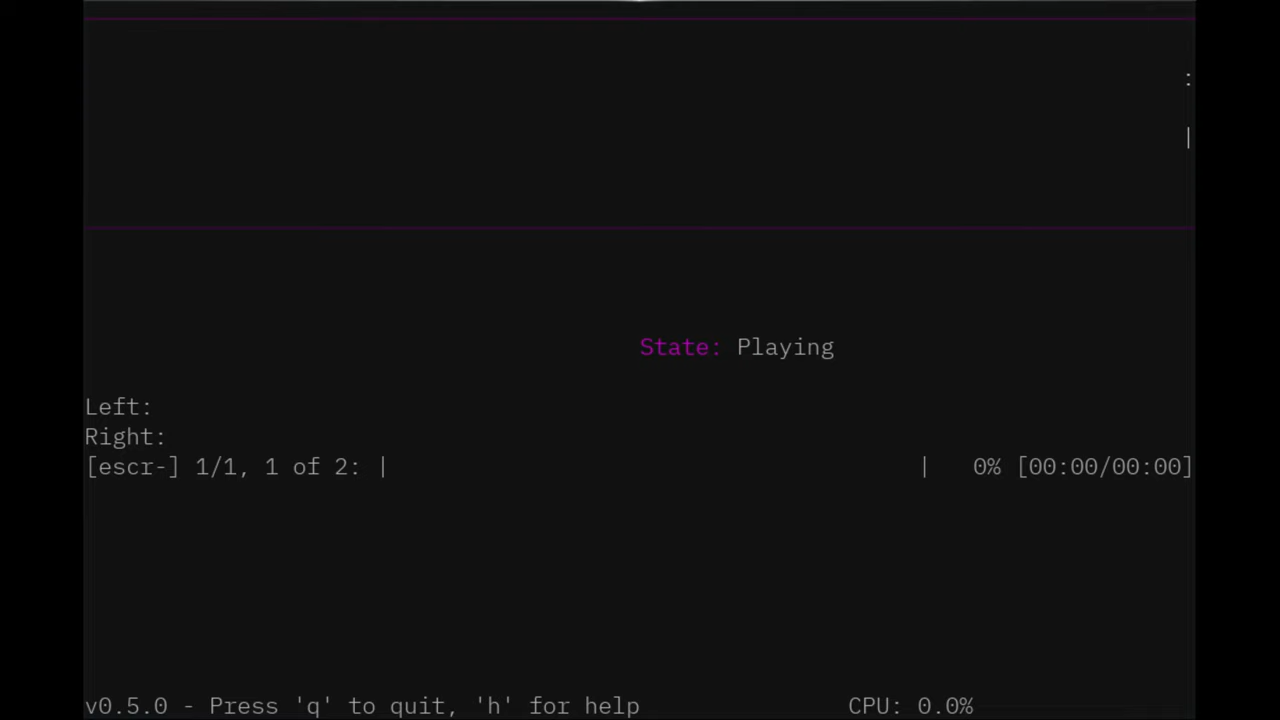 :
|
State: Playing
Left:
Right:
[escr-] 1/1, 1 of 2: | | 0% [00:00/00:00]
v0.5.0 - Press 'q' to quit, 'h' for help CPU: 0.0%